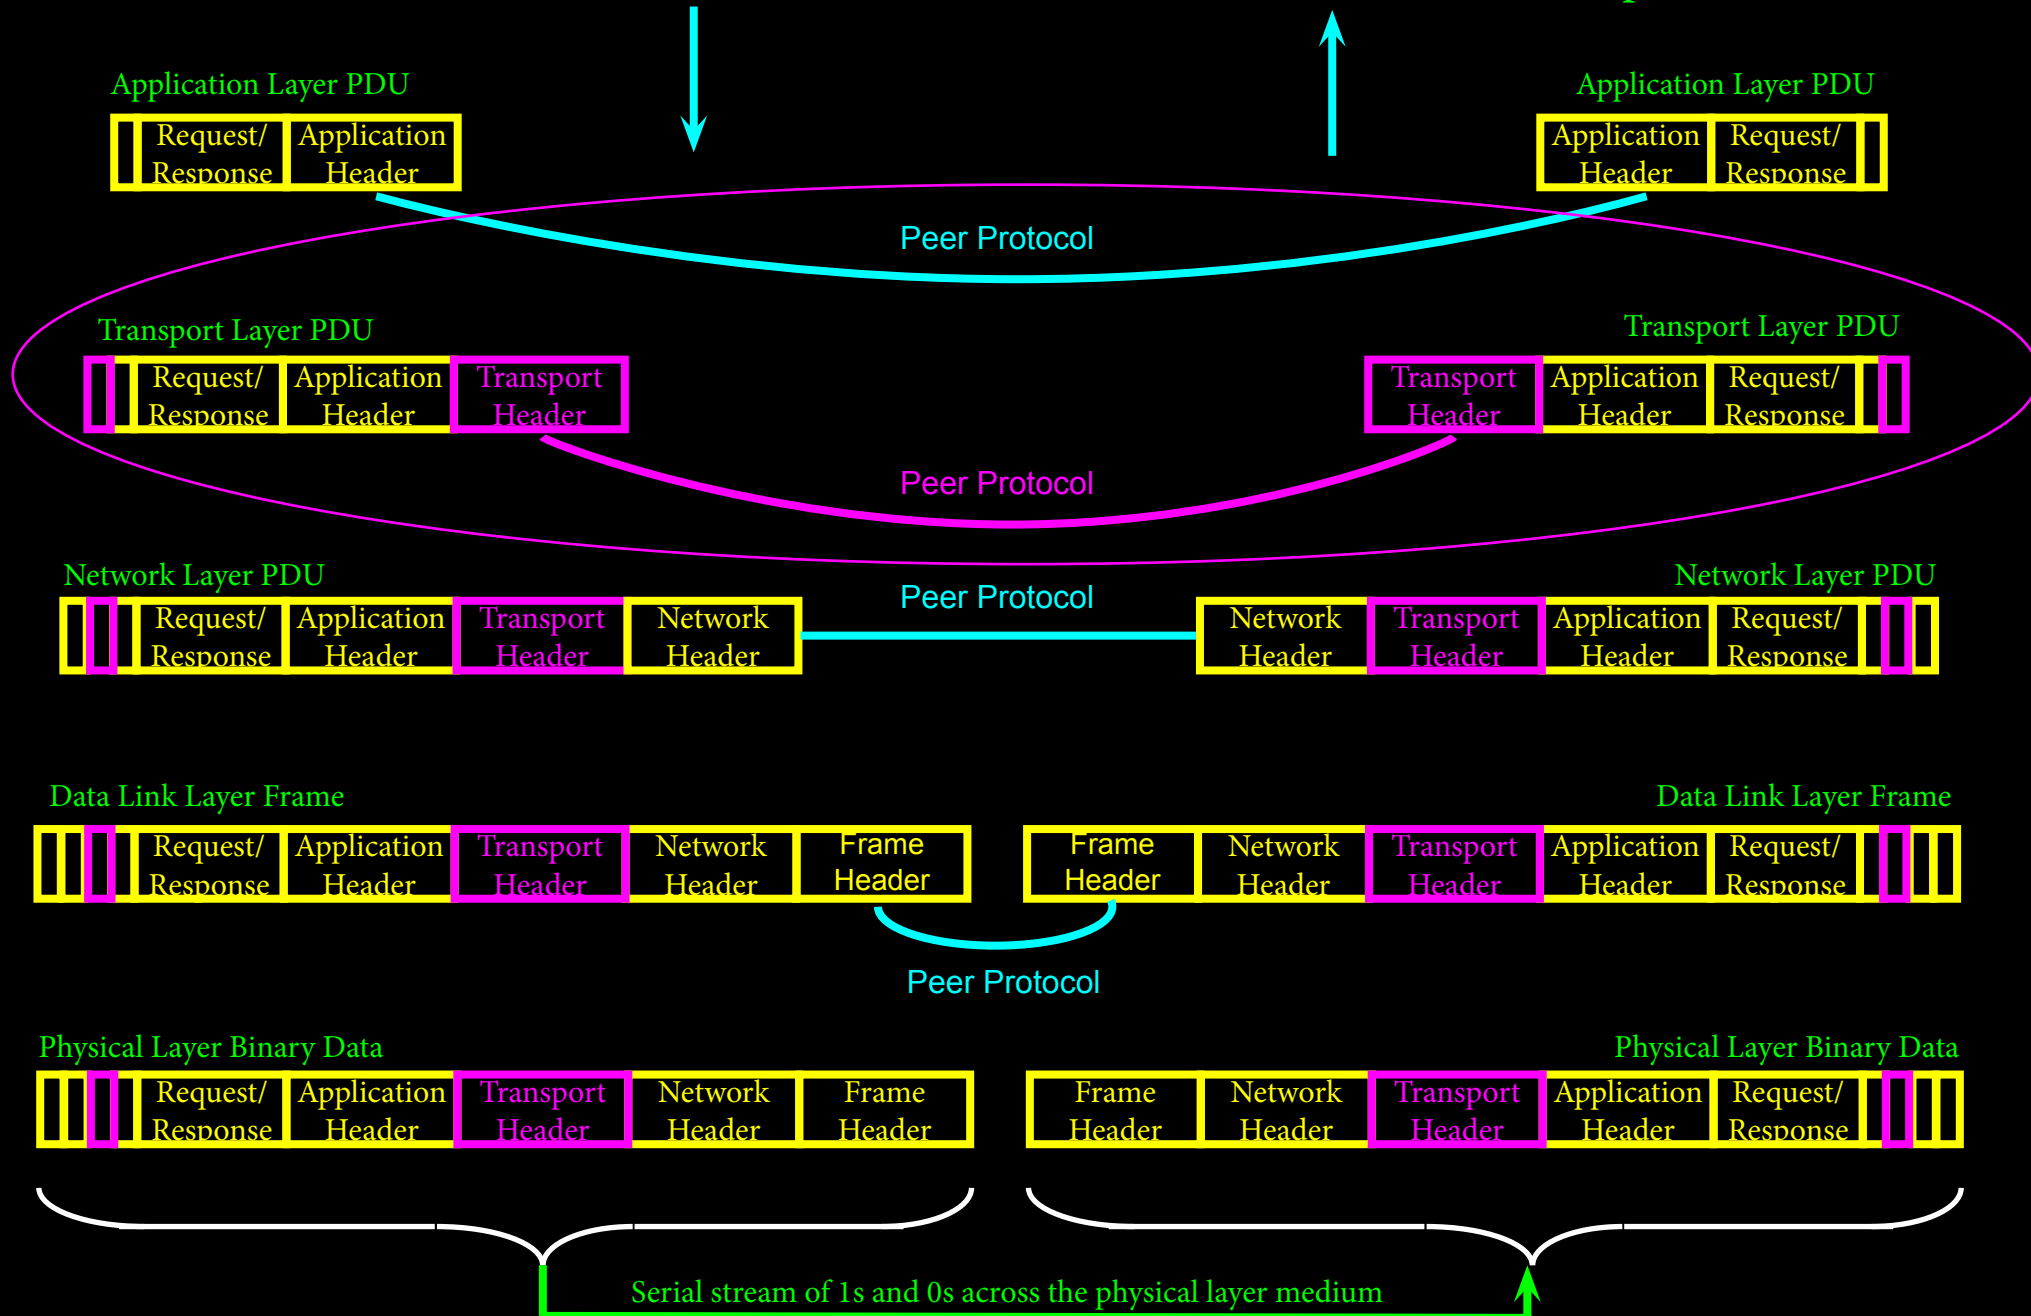 Application Layer PDU
Application Layer PDU
Request/ Application
Response Header
Application Request/
Header Response
Peer Protocol
Transport Layer PDU
Transport Layer PDU
Request/ Application Transport
Response Header Header
Transport Application Request/
Header Header Response
Peer Protocol
Network Layer PDU
Network Layer PDU
Peer Protocol
Request/ Application Transport Network
Response Header Header Header
Network Transport Application Request/
Header Header Header Response
Data Link Layer Frame
Data Link Layer Frame
Request/ Application Transport Network Frame
Response Header Header Header Header
Frame Network Transport Application Request/
Header Header Header Header Response
Peer Protocol
Physical Layer Binary Data
Physical Layer Binary Data
Request/ Application Transport Network Frame
Response Header Header Header Header
Frame Network Transport Application Request/
Header Header Header Header Response
Serial stream of 1s and 0s across the physical layer medium